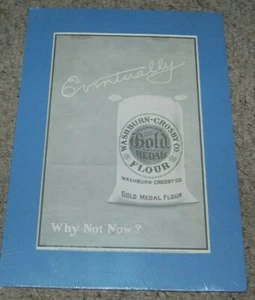 Eventually
WASHBURN-CROSBY CO.
Gold
MEDAL
FLOUR
WASHBURN-CROSBY CO.
GOLD MEDAL FLOUR
Why Not Now?